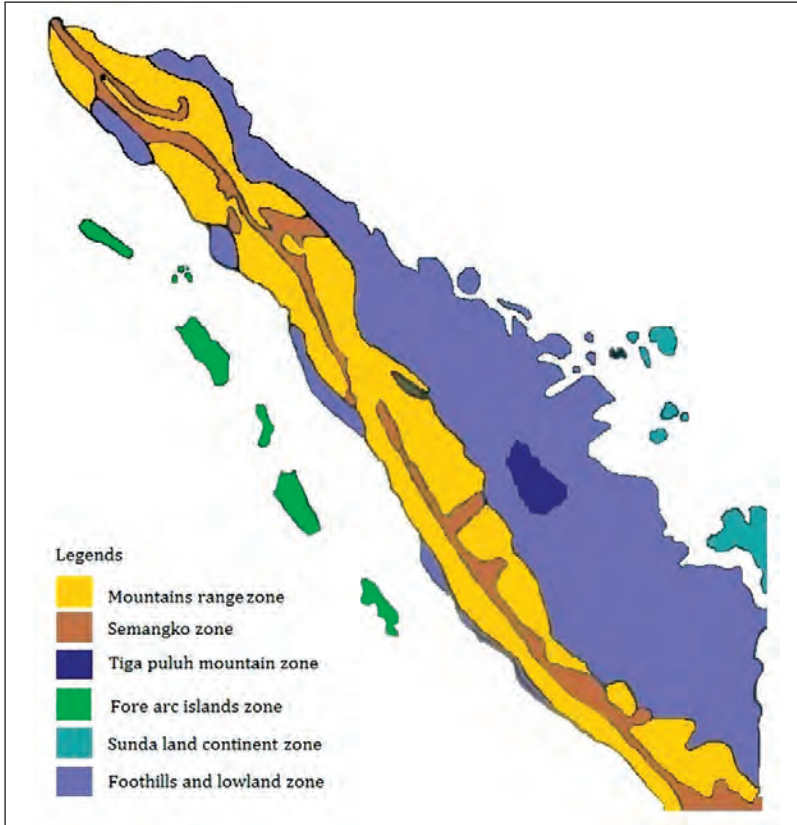 Legends
Mountains range zone
Semangko zone
Tiga puluh mountain zone
Fore arc islands zone
Sunda land continent zone
Foothills and lowland zone